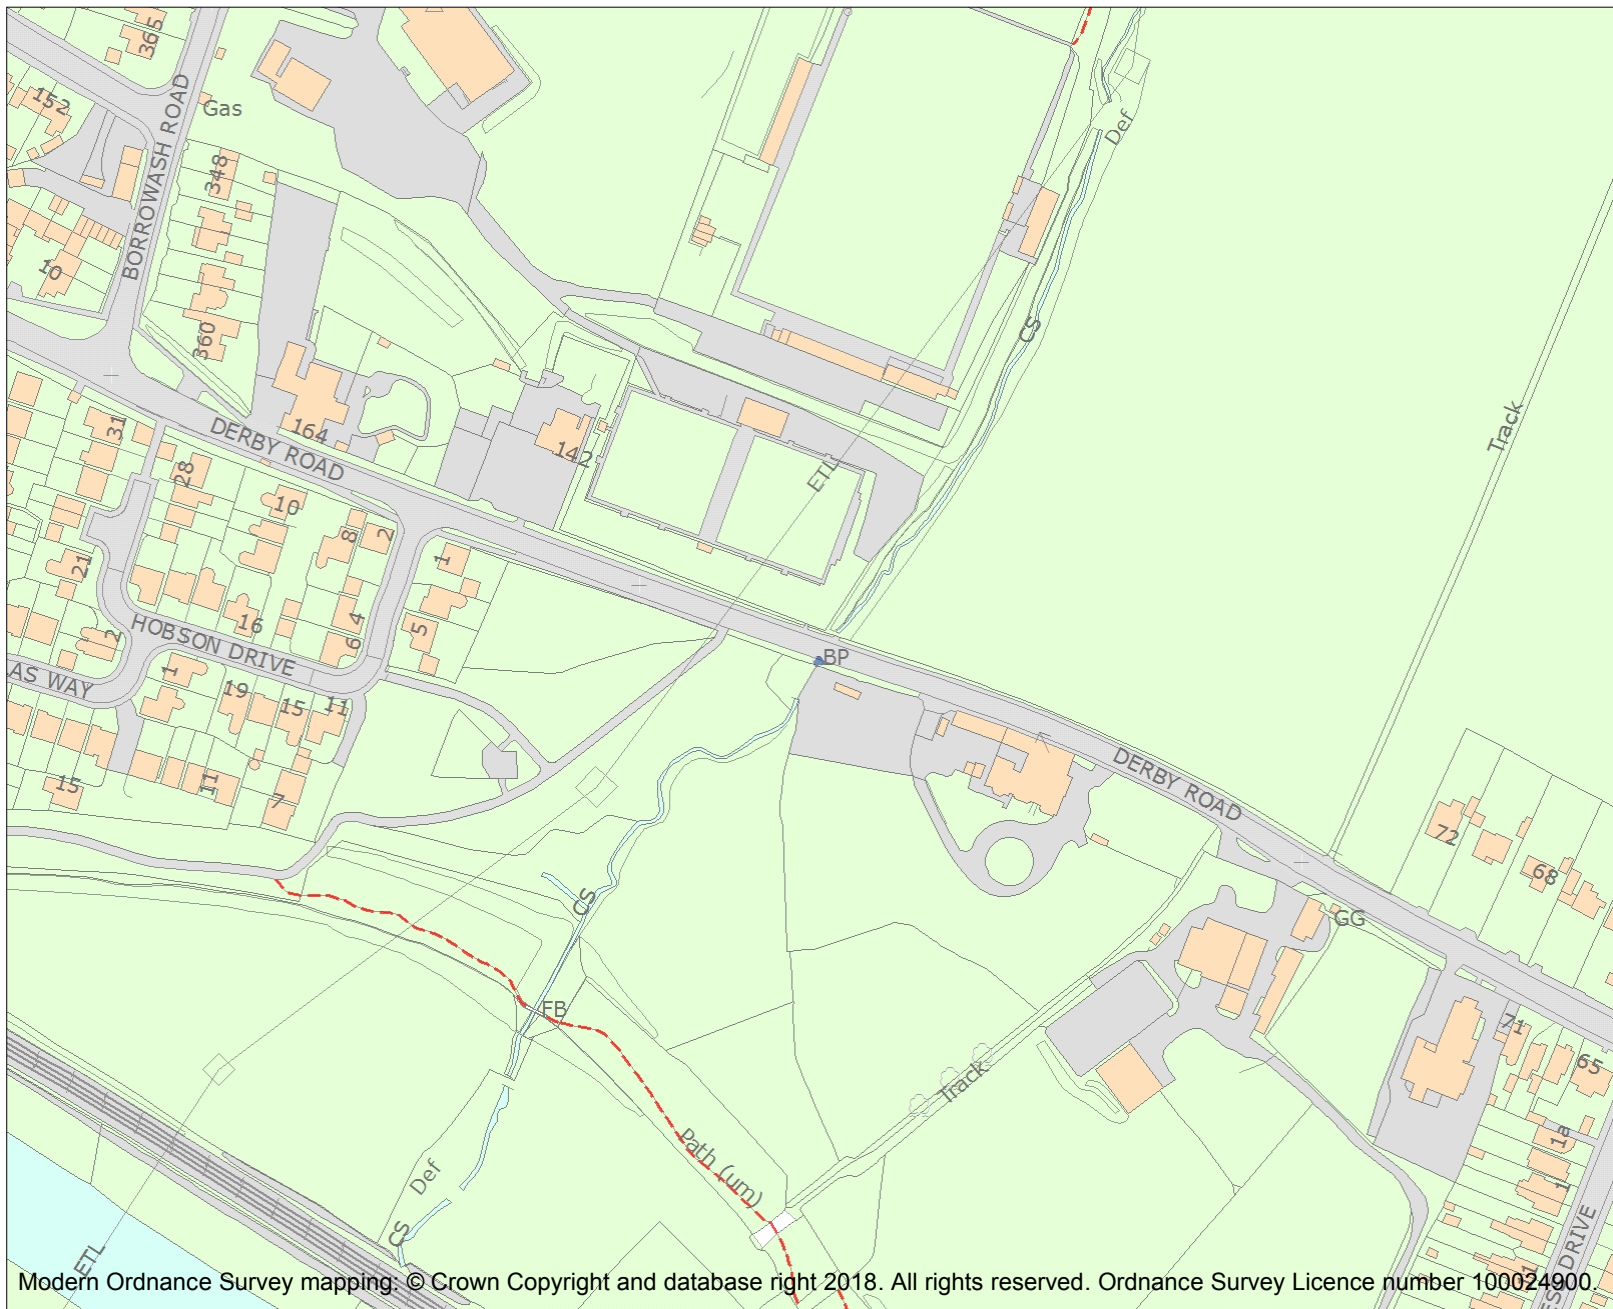 365
152
BORROWASH ROAD
Gas
Def
348
10
360
CS
Track
31
DERBY ROAD
164
142
ETL
28
10
8
2
1
21
16
4
6
5
2
HOBSON DRIVE
BP
AS WAY
1
19
15
11
15
11
7
DERBY ROAD
72
68
CS
GG
FB
71
65
Track
Path (um)
1a
1
Def
CS
ETL
DRIVE
Modern Ordnance Survey mapping: © Crown Copyright and database right 2018. All rights reserved. Ordnance Survey Licence number 100024900.